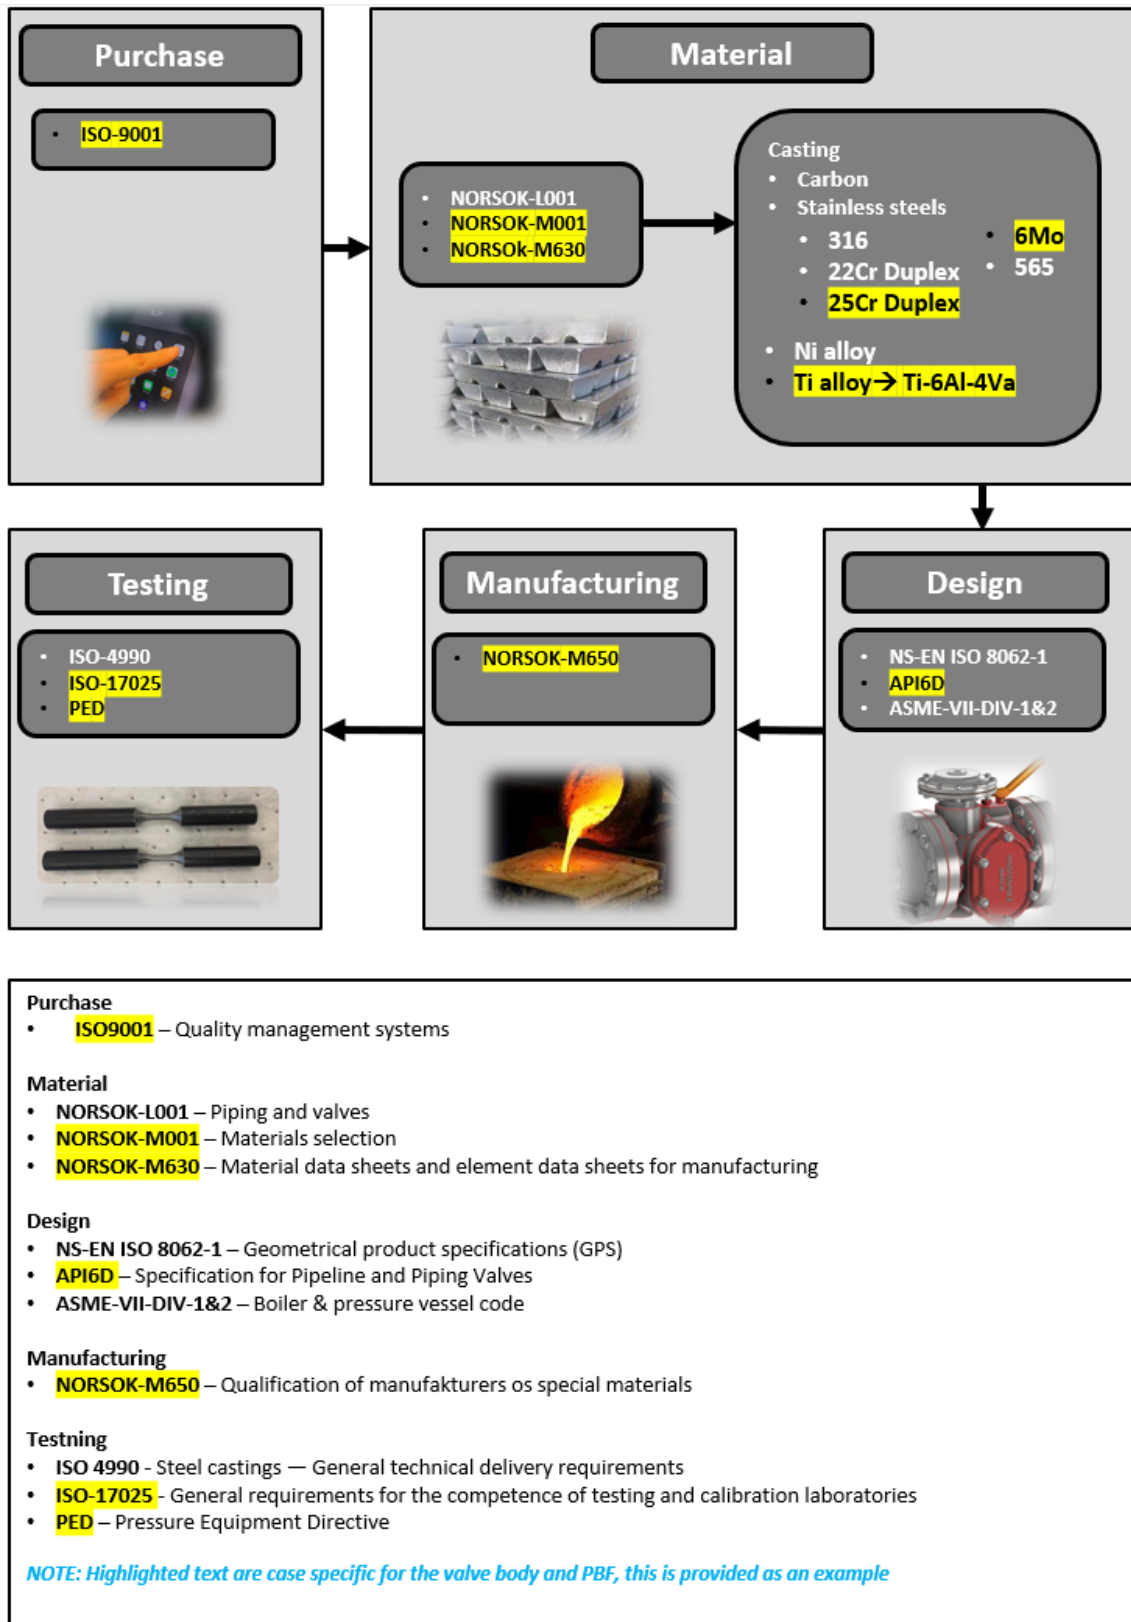 Purchase
• ISO-9001
Material
• NORSOK-L001
• NORSOK-M001
• NORSOk-M630
Casting
• Carbon
• Stainless steels
• 316
• 22Cr Duplex
• 25Cr Duplex
• 6Mo
• 565
• Ni alloy
• Ti alloy→ Ti-6Al-4Va
Testing
• ISO-4990
• ISO-17025
• PED
Manufacturing
• NORSOK-M650
Design
• NS-EN ISO 8062-1
• API6D
• ASME-VII-DIV-1&2
Purchase
• ISO9001 – Quality management systems
Material
• NORSOK-L001 – Piping and valves
• NORSOK-M001 – Materials selection
• NORSOK-M630 – Material data sheets and element data sheets for manufacturing
Design
• NS-EN ISO 8062-1 – Geometrical product specifications (GPS)
• API6D – Specification for Pipeline and Piping Valves
• ASME-VII-DIV-1&2 – Boiler & pressure vessel code
Manufacturing
• NORSOK-M650 – Qualification of manufakturers os special materials
Testning
• ISO 4990 - Steel castings — General technical delivery requirements
• ISO-17025 - General requirements for the competence of testing and calibration laboratories
• PED – Pressure Equipment Directive
NOTE: Highlighted text are case specific for the valve body and PBF, this is provided as an example